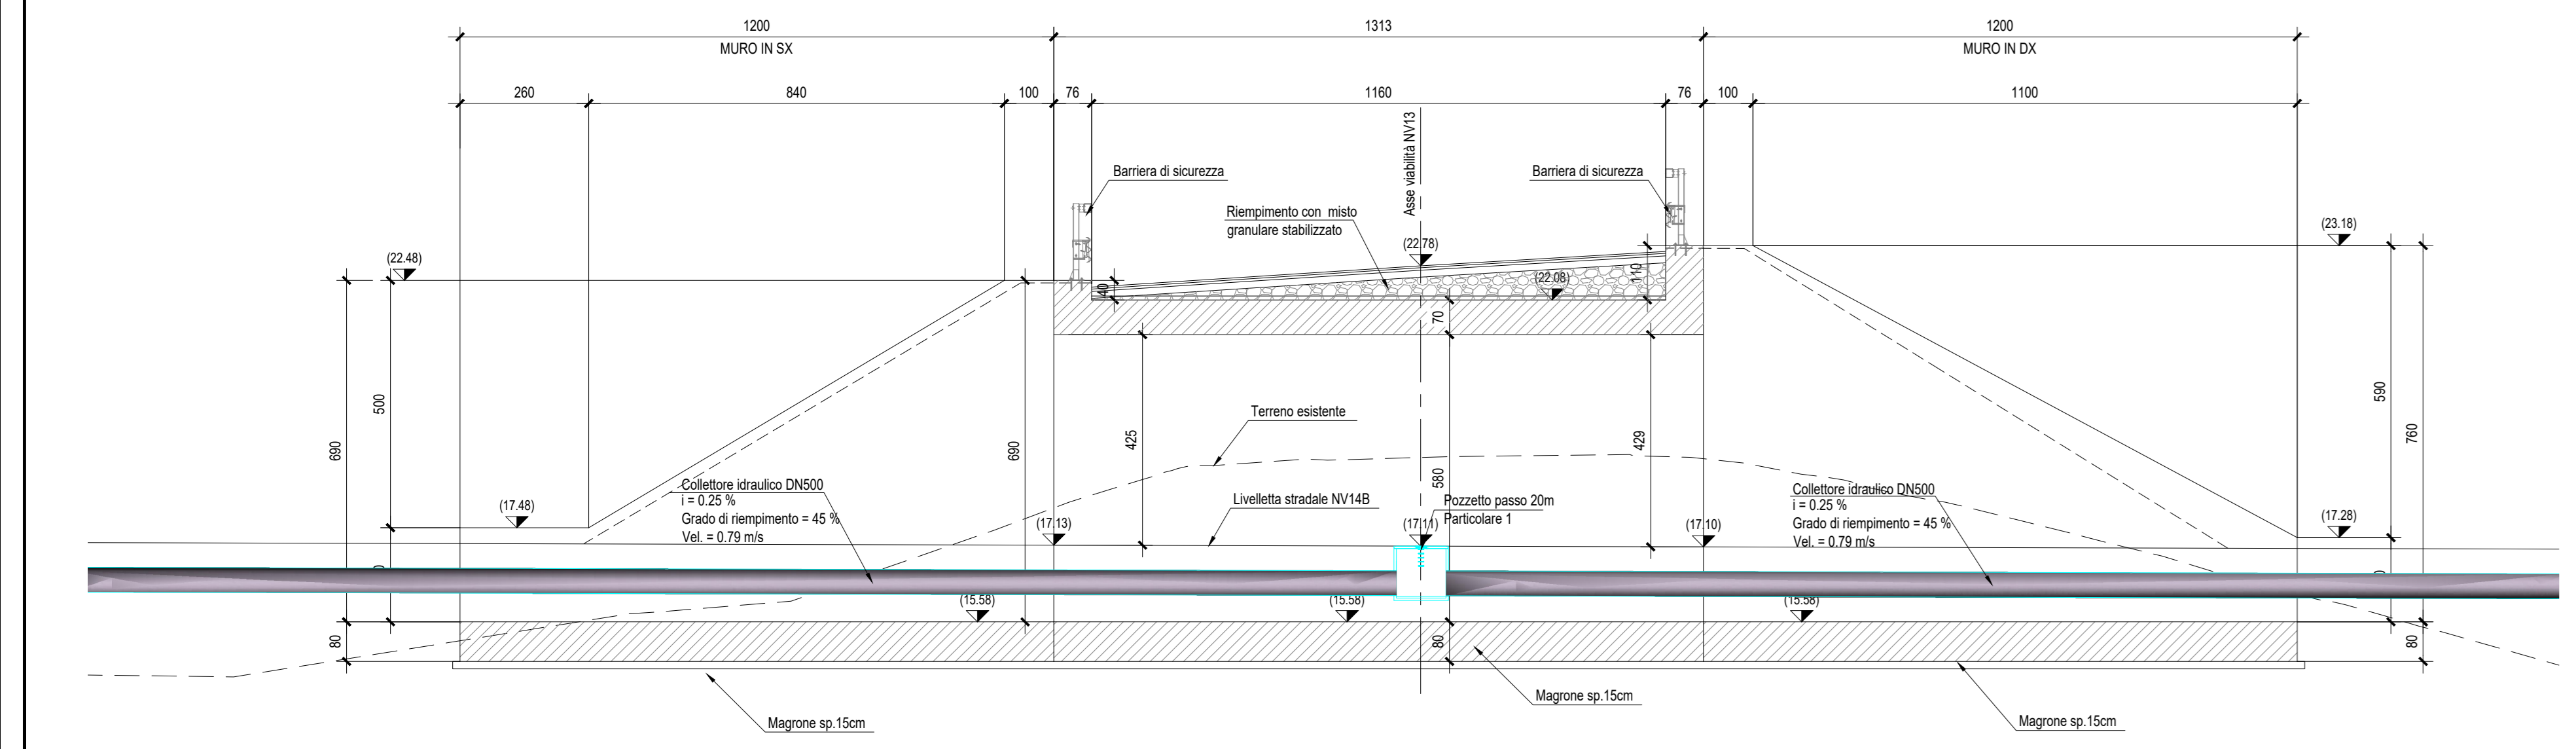 1200
1313
1200
MURO IN SX
MURO IN DX
260
840
100
76
1160
76
100
1100
Asse viabilità NV13
Barriera di sicurezza
Barriera di sicurezza
Riempimento con misto
granulare stabilizzato
(22.48)
(22.78)
(22.08)
(23.18)
40
110
70
690
500
690
425
580
429
590
760
Terreno esistente
Livelletta stradale NV14B
Collettore idraulico DN500
i = 0.25 %
Grado di riempimento = 45 %
Vel. = 0.79 m/s
Pozzetto passo 20m
Particolare 1
Collettore idraulico DN500
i = 0.25 %
Grado di riempimento = 45 %
Vel. = 0.79 m/s
(17.48)
(17.13)
(17.11)
(17.10)
(17.28)
(15.58)
(15.58)
(15.58)
80
80
80
Magrone sp.15cm
Magrone sp.15cm
Magrone sp.15cm